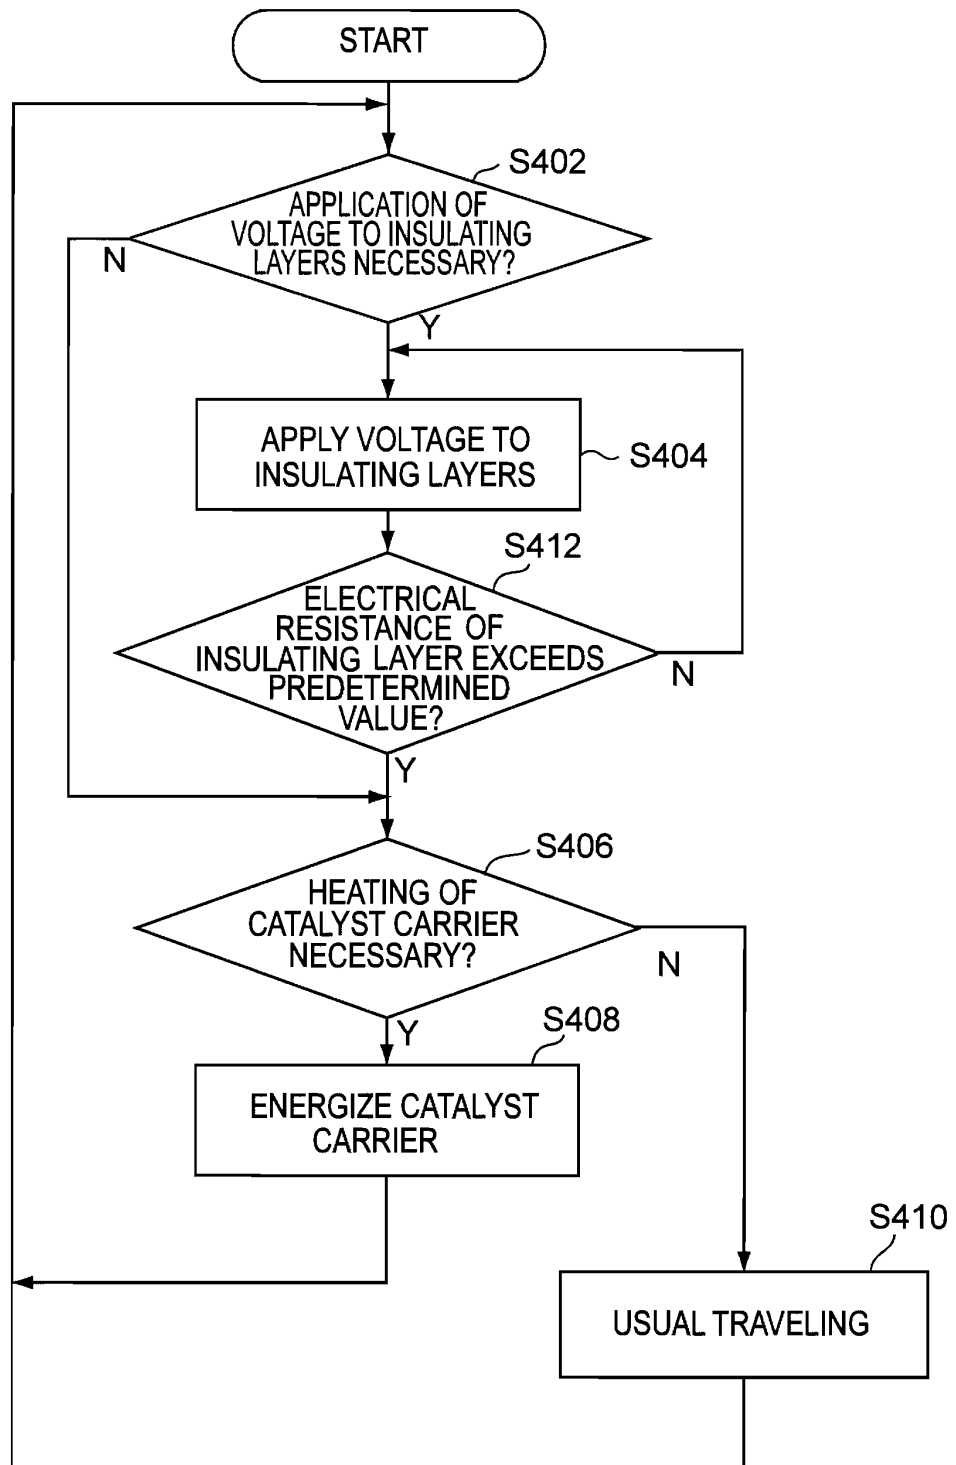 START
S402
APPLICATION OF
VOLTAGE TO INSULATING
LAYERS NECESSARY?
N
Y
APPLY VOLTAGE TO
INSULATING LAYERS
S404
S412
ELECTRICAL
RESISTANCE OF
INSULATING LAYER EXCEEDS
PREDETERMINED
VALUE?
N
Y
S406
HEATING OF
CATALYST CARRIER
NECESSARY?
N
Y
S408
ENERGIZE CATALYST
CARRIER
S410
USUAL TRAVELING